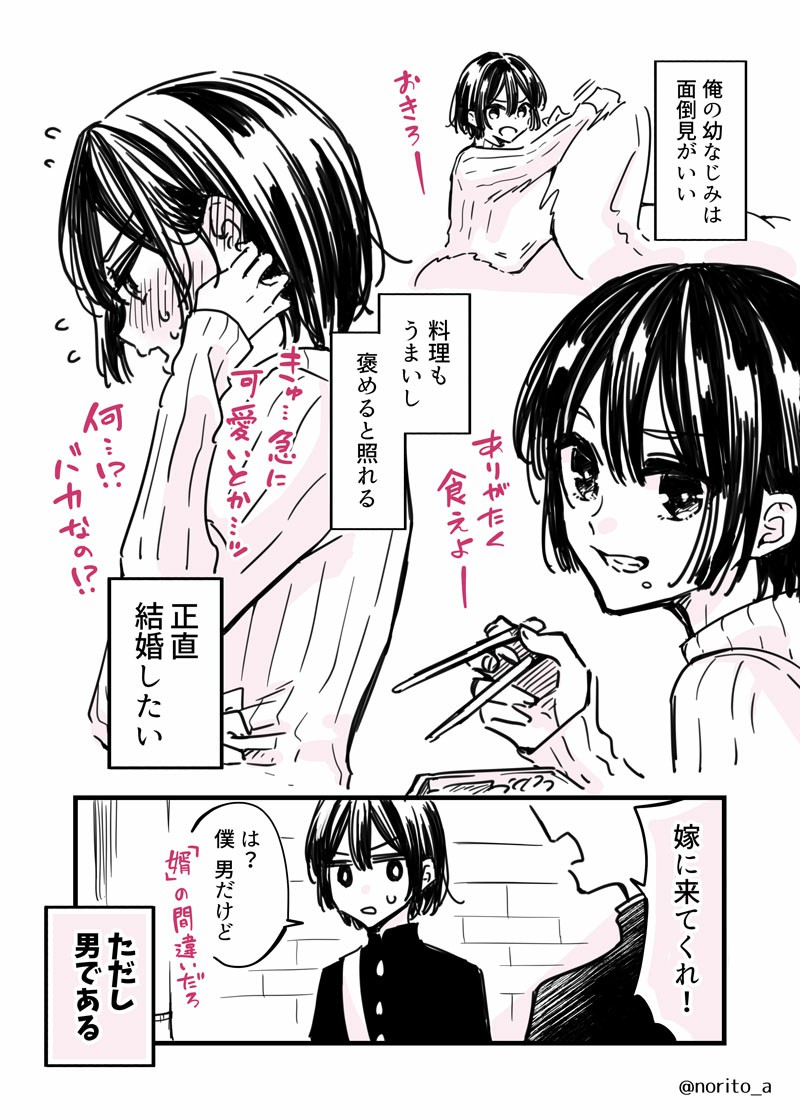 俺の幼なじみは
面倒見がいい
おきろー
料理も
うまいし
褒めると照れる
ありがたく
食えよー
きゅ…急に
可愛いとか…ッ
何…!?
バカなの!?
正直
結婚したい
嫁に来てくれ!
は?
僕 男だけど
「婿」の間違いだろ
ただし
男である
@norito_a